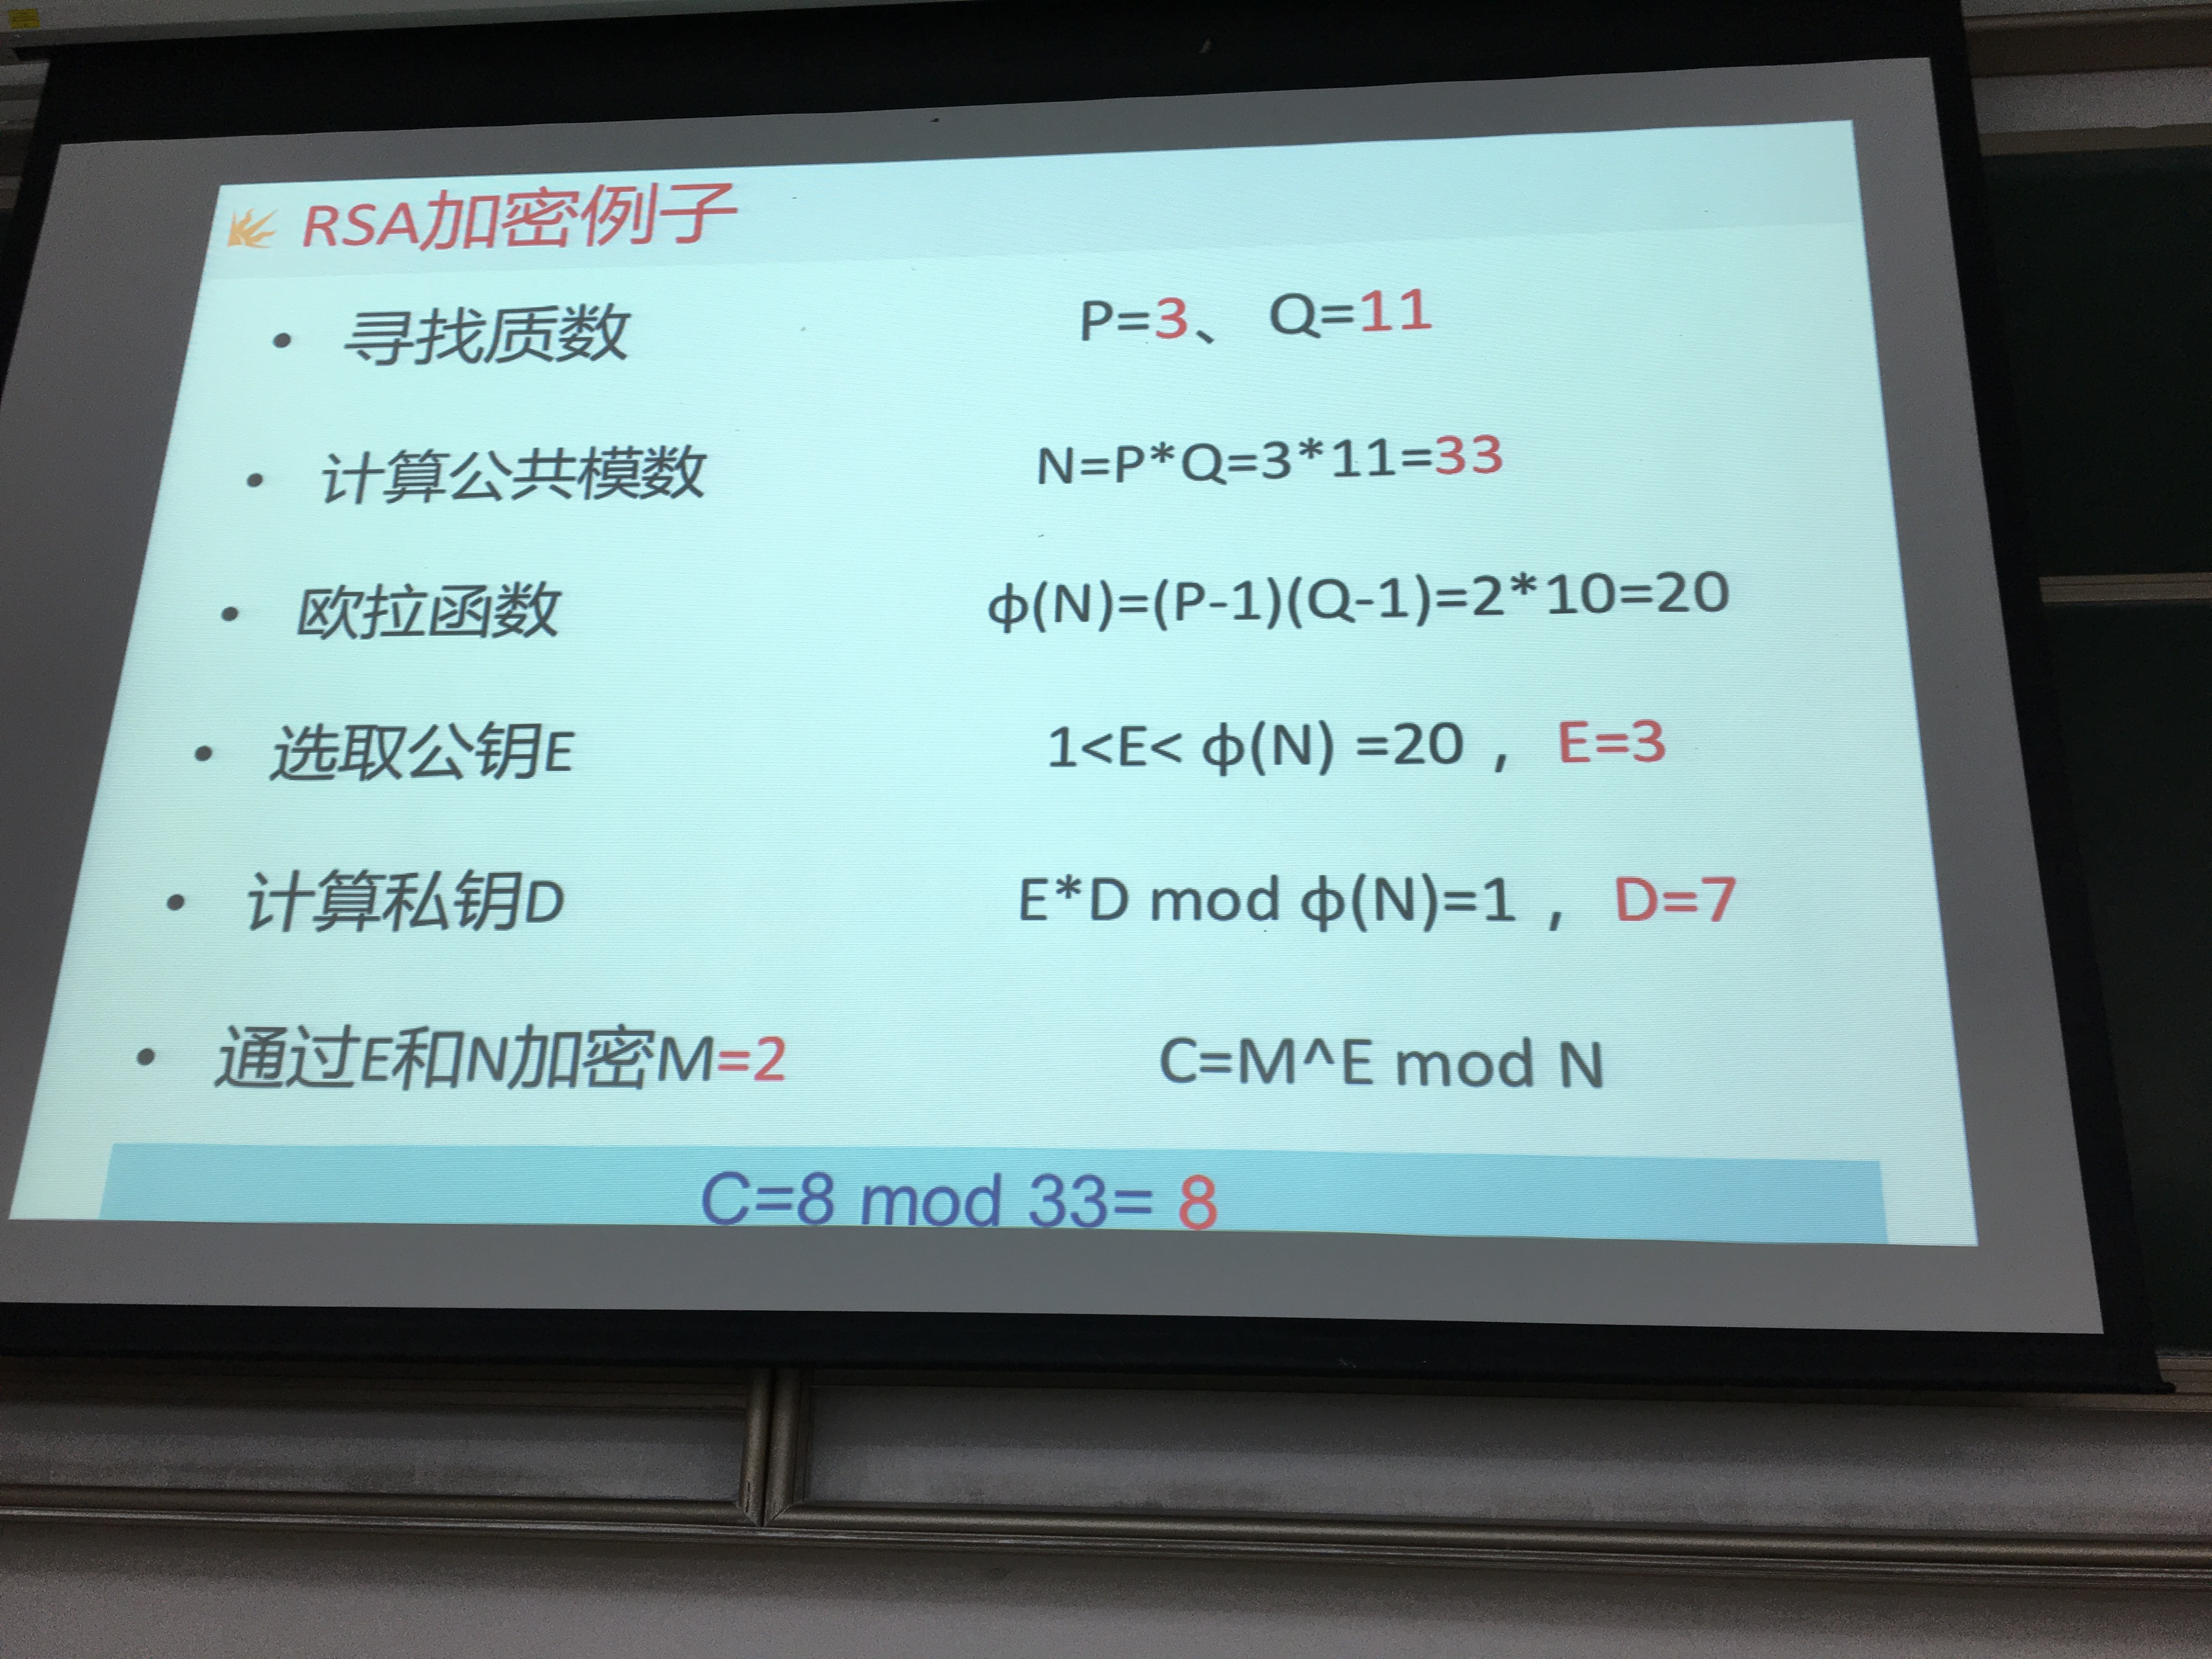 RSA加密例子
• 寻找质数 P=3、 Q=11
• 计算公共模数 N=P*Q=3*11=33
• 欧拉函数 ф(N)=(P-1)(Q-1)=2*10=20
• 选取公钥E 1<E< ф(N) =20 , E=3
• 计算私钥D E*D mod ф(N)=1 , D=7
• 通过E和N加密M=2 C=M^E mod N
C=8 mod 33= 8